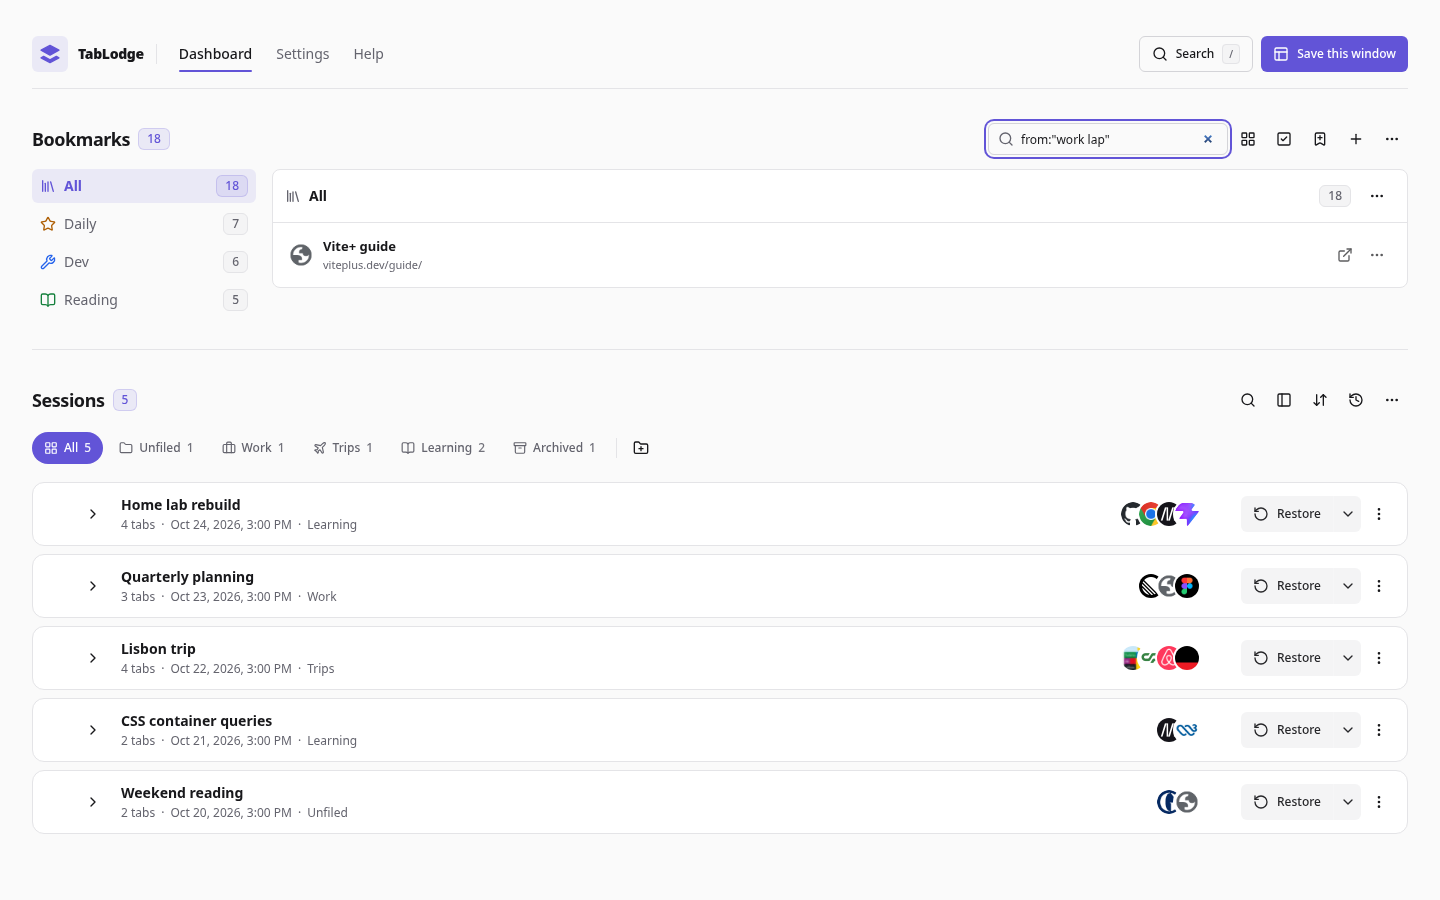 TabLodge
Dashboard Settings Help
Search /
Save this window
Bookmarks 18
from:"work lap"
All 18
Daily 7
Dev 6
Reading 5
All 18
Vite+ guide
viteplus.dev/guide/
Sessions 5
All 5 Unfiled 1 Work 1 Trips 1 Learning 2 Archived 1
Home lab rebuild
4 tabs · Oct 24, 2026, 3:00 PM · Learning
Restore
Quarterly planning
3 tabs · Oct 23, 2026, 3:00 PM · Work
Restore
Lisbon trip
4 tabs · Oct 22, 2026, 3:00 PM · Trips
Restore
CSS container queries
2 tabs · Oct 21, 2026, 3:00 PM · Learning
Restore
Weekend reading
2 tabs · Oct 20, 2026, 3:00 PM · Unfiled
Restore